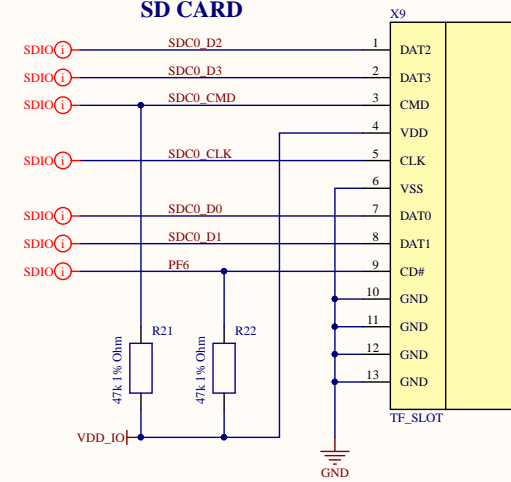 SD CARD
X9
SDIO i SDC0_D2 1 DAT2
SDIO i SDC0_D3 2 DAT3
SDIO i SDC0_CMD 3 CMD
4 VDD
SDIO i SDC0_CLK 5 CLK
6 VSS
SDIO i SDC0_D0 7 DAT0
SDIO i SDC0_D1 8 DAT1
SDIO i PF6 9 CD#
10 GND
11 GND
12 GND
13 GND
R21
47k 1% Ohm
R22
47k 1% Ohm
TF_SLOT
VDD_IO
GND